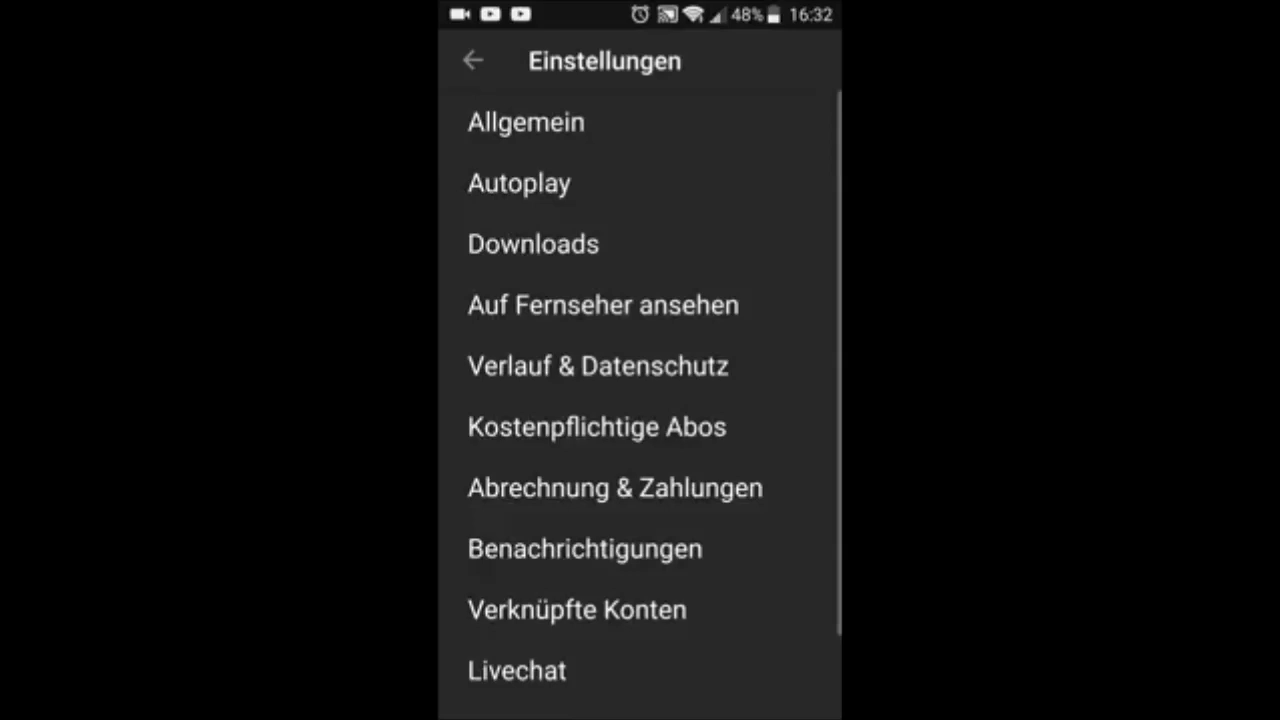 48% 16:32
Einstellungen
Allgemein
Autoplay
Downloads
Auf Fernseher ansehen
Verlauf & Datenschutz
Kostenpflichtige Abos
Abrechnung & Zahlungen
Benachrichtigungen
Verknüpfte Konten
Livechat